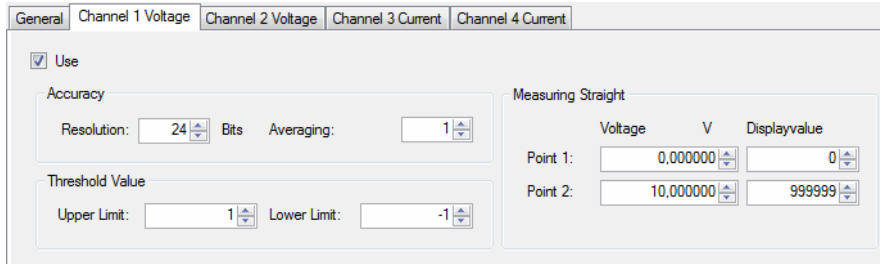 General Channel 1 Voltage Channel 2 Voltage Channel 3 Current Channel 4 Current
Use
Accuracy
Resolution: 24 Bits Averaging: 1
Threshold Value
Upper Limit: 1 Lower Limit: -1
Measuring Straight
Voltage V Displayvalue
Point 1: 0,000000 0
Point 2: 10,000000 999999